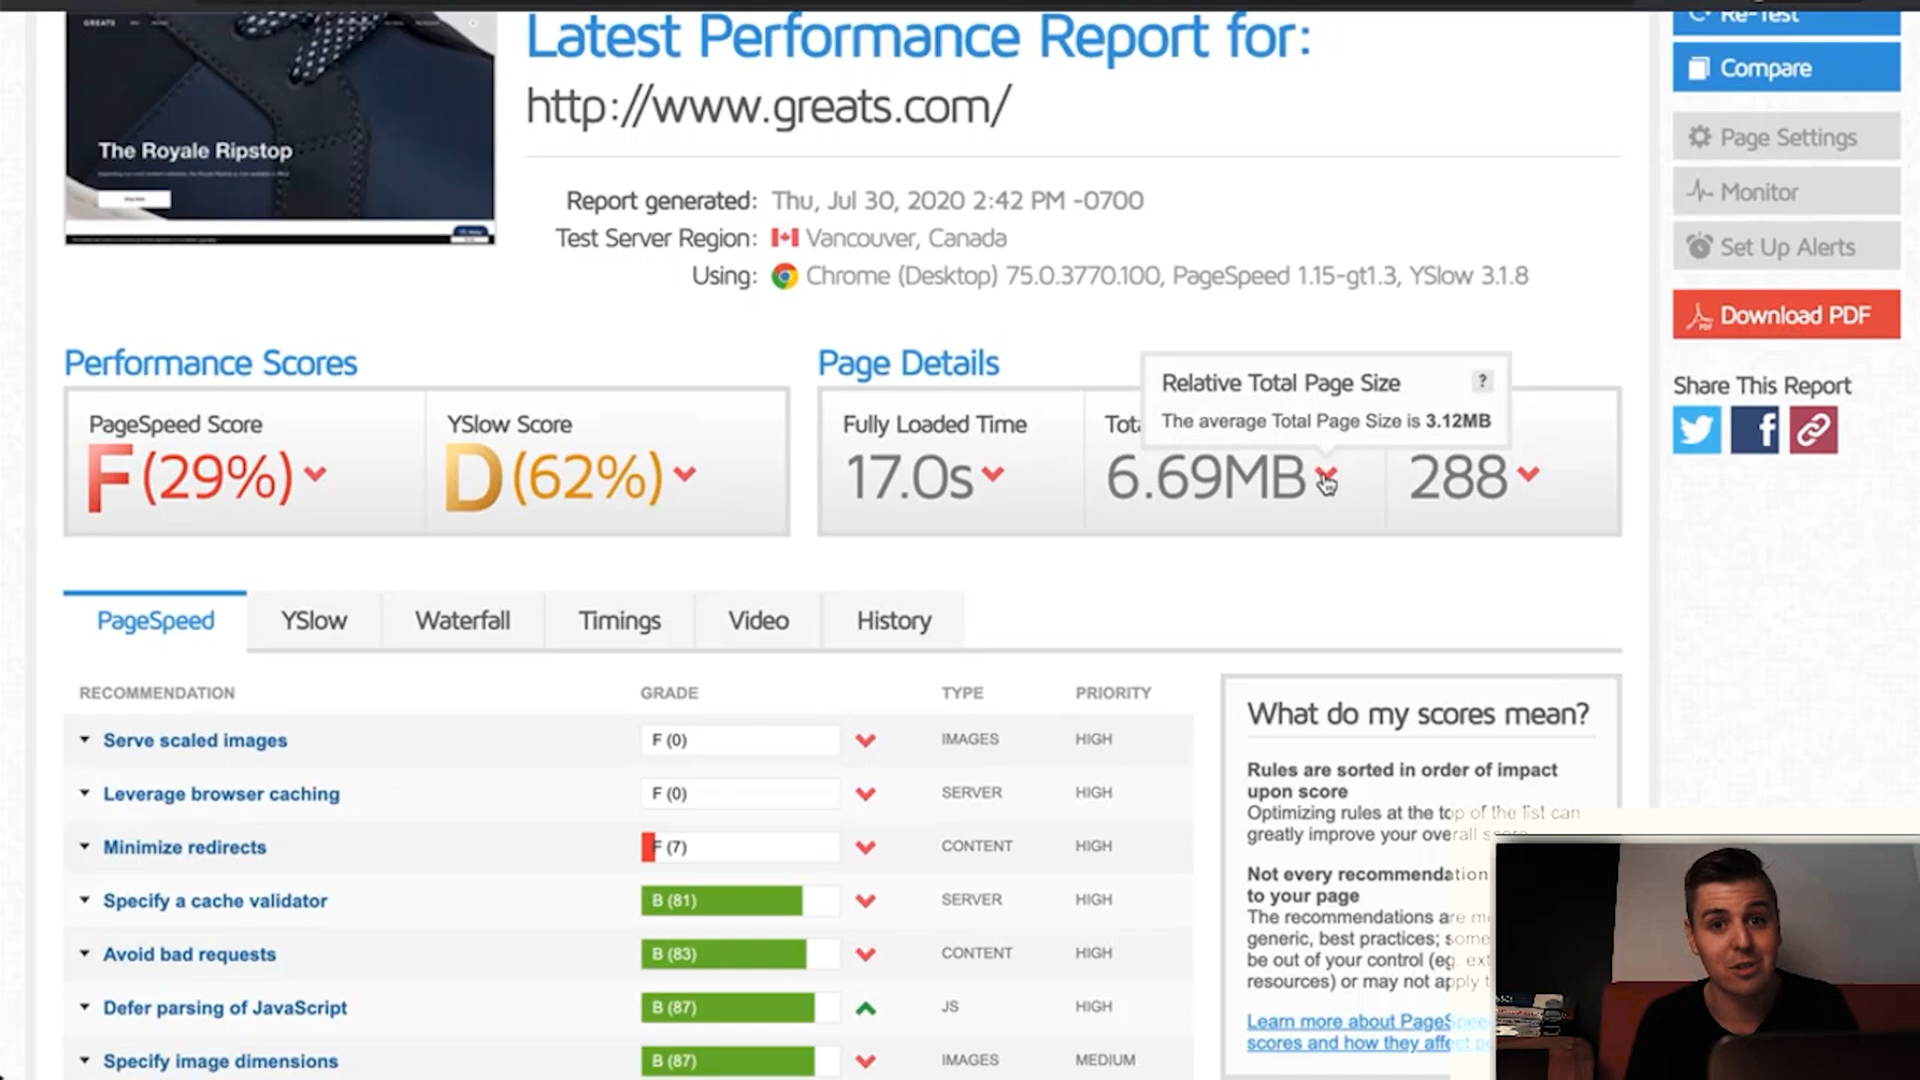 GREATS
Latest Performance Report for:
http://www.greats.com/
The Royale Ripstop
Report generated: Thu, Jul 30, 2020 2:42 PM -0700
Test Server Region: Vancouver, Canada
Using: Chrome (Desktop) 75.0.3770.100, PageSpeed 1.15-gt1.3, YSlow 3.1.8
Re-Test
Compare
Page Settings
Monitor
Set Up Alerts
Download PDF
Share This Report
Performance Scores
PageSpeed Score
F (29%)
YSlow Score
D (62%)
Page Details
Fully Loaded Time
17.0s
Tota
6.69MB
Relative Total Page Size ?
The average Total Page Size is 3.12MB
288
PageSpeed YSlow Waterfall Timings Video History
RECOMMENDATION GRADE TYPE PRIORITY
Serve scaled images F (0) IMAGES HIGH
Leverage browser caching F (0) SERVER HIGH
Minimize redirects F (7) CONTENT HIGH
Specify a cache validator B (81) SERVER HIGH
Avoid bad requests B (83) CONTENT HIGH
Defer parsing of JavaScript B (87) JS HIGH
Specify image dimensions B (87) IMAGES MEDIUM
What do my scores mean?
Rules are sorted in order of impact
upon score
Optimizing rules at the top of the list can
greatly improve your overall score.
Not every recommendation
to your page
The recommendations are
generic, best practices; some
be out of your control (eg. ext
resources) or may not apply
Learn more about PageSpee
scores and how they affect